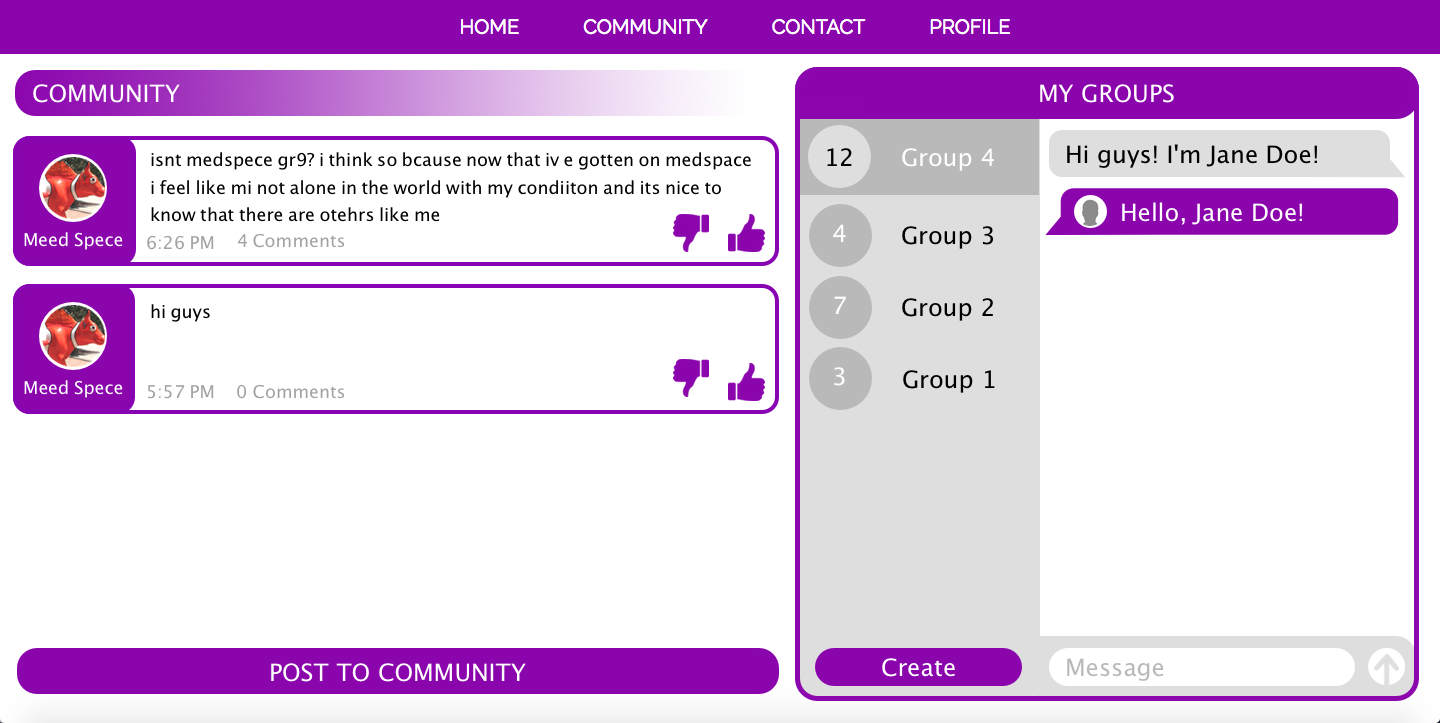 HOME COMMUNITY CONTACT PROFILE
COMMUNITY
isnt medspece gr9? i think so bcause now that iv e gotten on medspace
i feel like mi not alone in the world with my condiiton and its nice to
know that there are otehrs like me
Meed Spece
6:26 PM 4 Comments
hi guys
Meed Spece
5:57 PM 0 Comments
POST TO COMMUNITY
MY GROUPS
12 Group 4
4 Group 3
7 Group 2
3 Group 1
Create
Hi guys! I'm Jane Doe!
Hello, Jane Doe!
Message